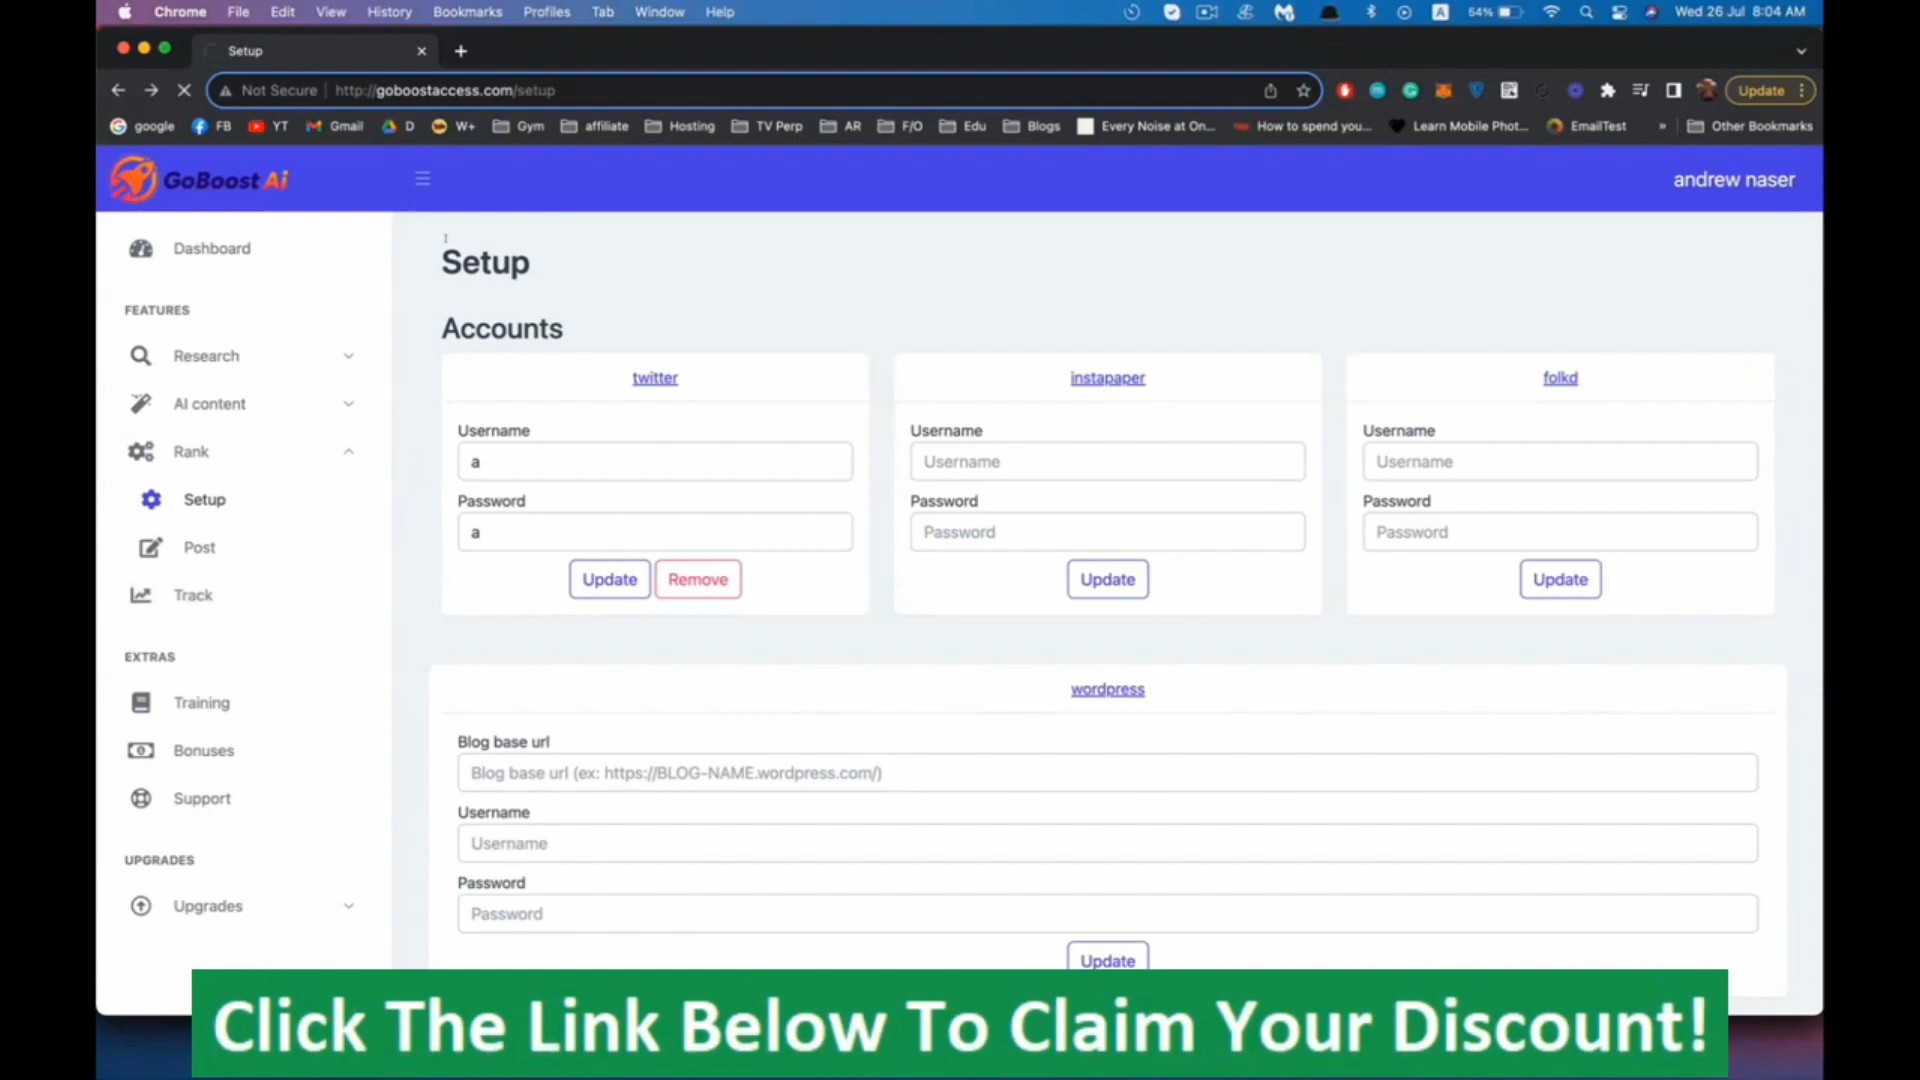 Chrome File Edit View History Bookmarks Profiles Tab Window Help 54% Wed 26 Jul 8:04 AM
Setup
Not Secure | http://goboostaccess.com/setup Update
google FB YT Gmail D W+ Gym affiliate Hosting TV Perp AR F/O Edu Blogs Every Noise at On... How to spend you... Learn Mobile Phot... EmailTest » Other Bookmarks
GoBoost Ai andrew naser
Dashboard
FEATURES
Research
AI content
Rank
Setup
Post
Track
EXTRAS
Training
Bonuses
Support
UPGRADES
Upgrades
Setup
Accounts
twitter
Username
a
Password
a
Update Remove
instapaper
Username
Username
Password
Password
Update
folkd
Username
Username
Password
Password
Update
wordpress
Blog base url
Blog base url (ex: https://BLOG-NAME.wordpress.com/)
Username
Username
Password
Password
Update
Click The Link Below To Claim Your Discount!